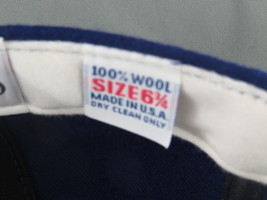 100% WOOL
SIZE 6¾
MADE IN U.S.A.
DRY CLEAN ONLY